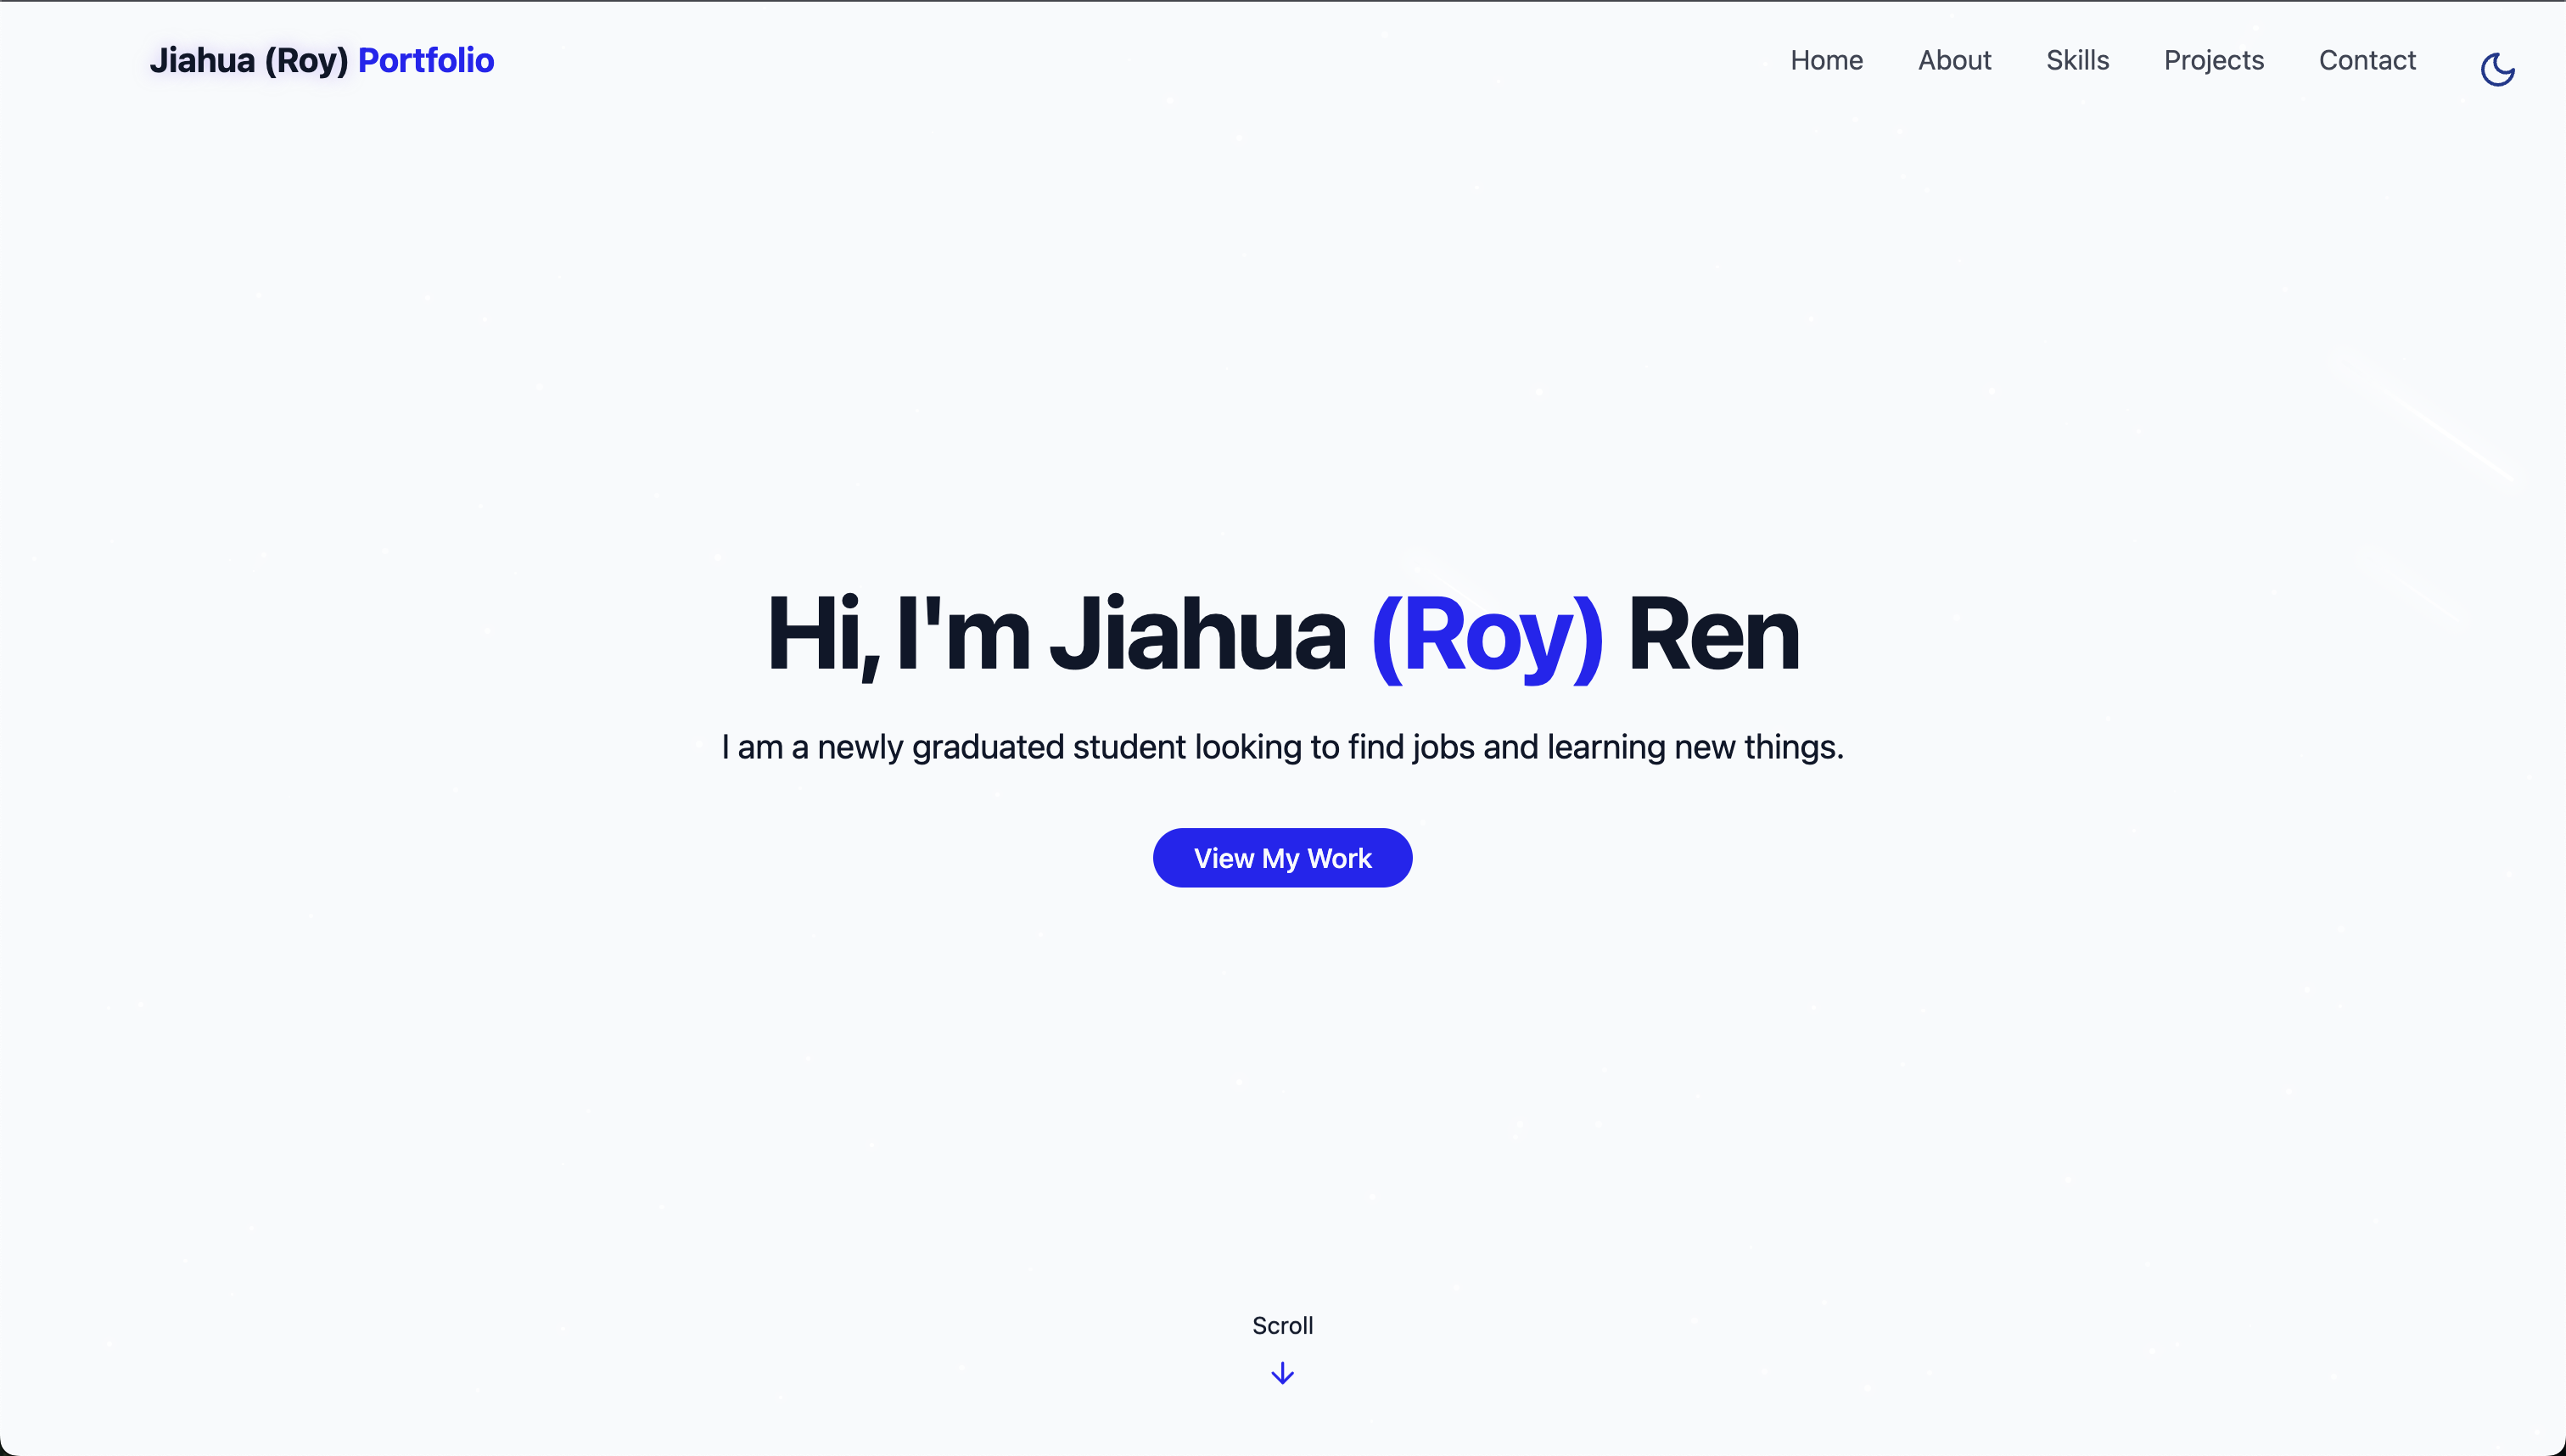 Jiahua (Roy) Portfolio
Home About Skills Projects Contact
Hi, I'm Jiahua (Roy) Ren
I am a newly graduated student looking to find jobs and learning new things.
View My Work
Scroll